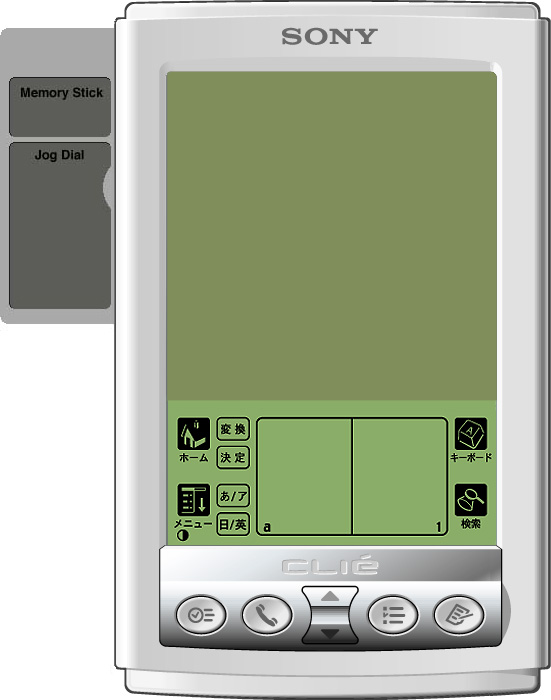 SONY
Memory Stick
Jog Dial
変換
ホーム
決定
キーボード
あ/ア
メニュー
日/英
a
1
検索
CLIÉ